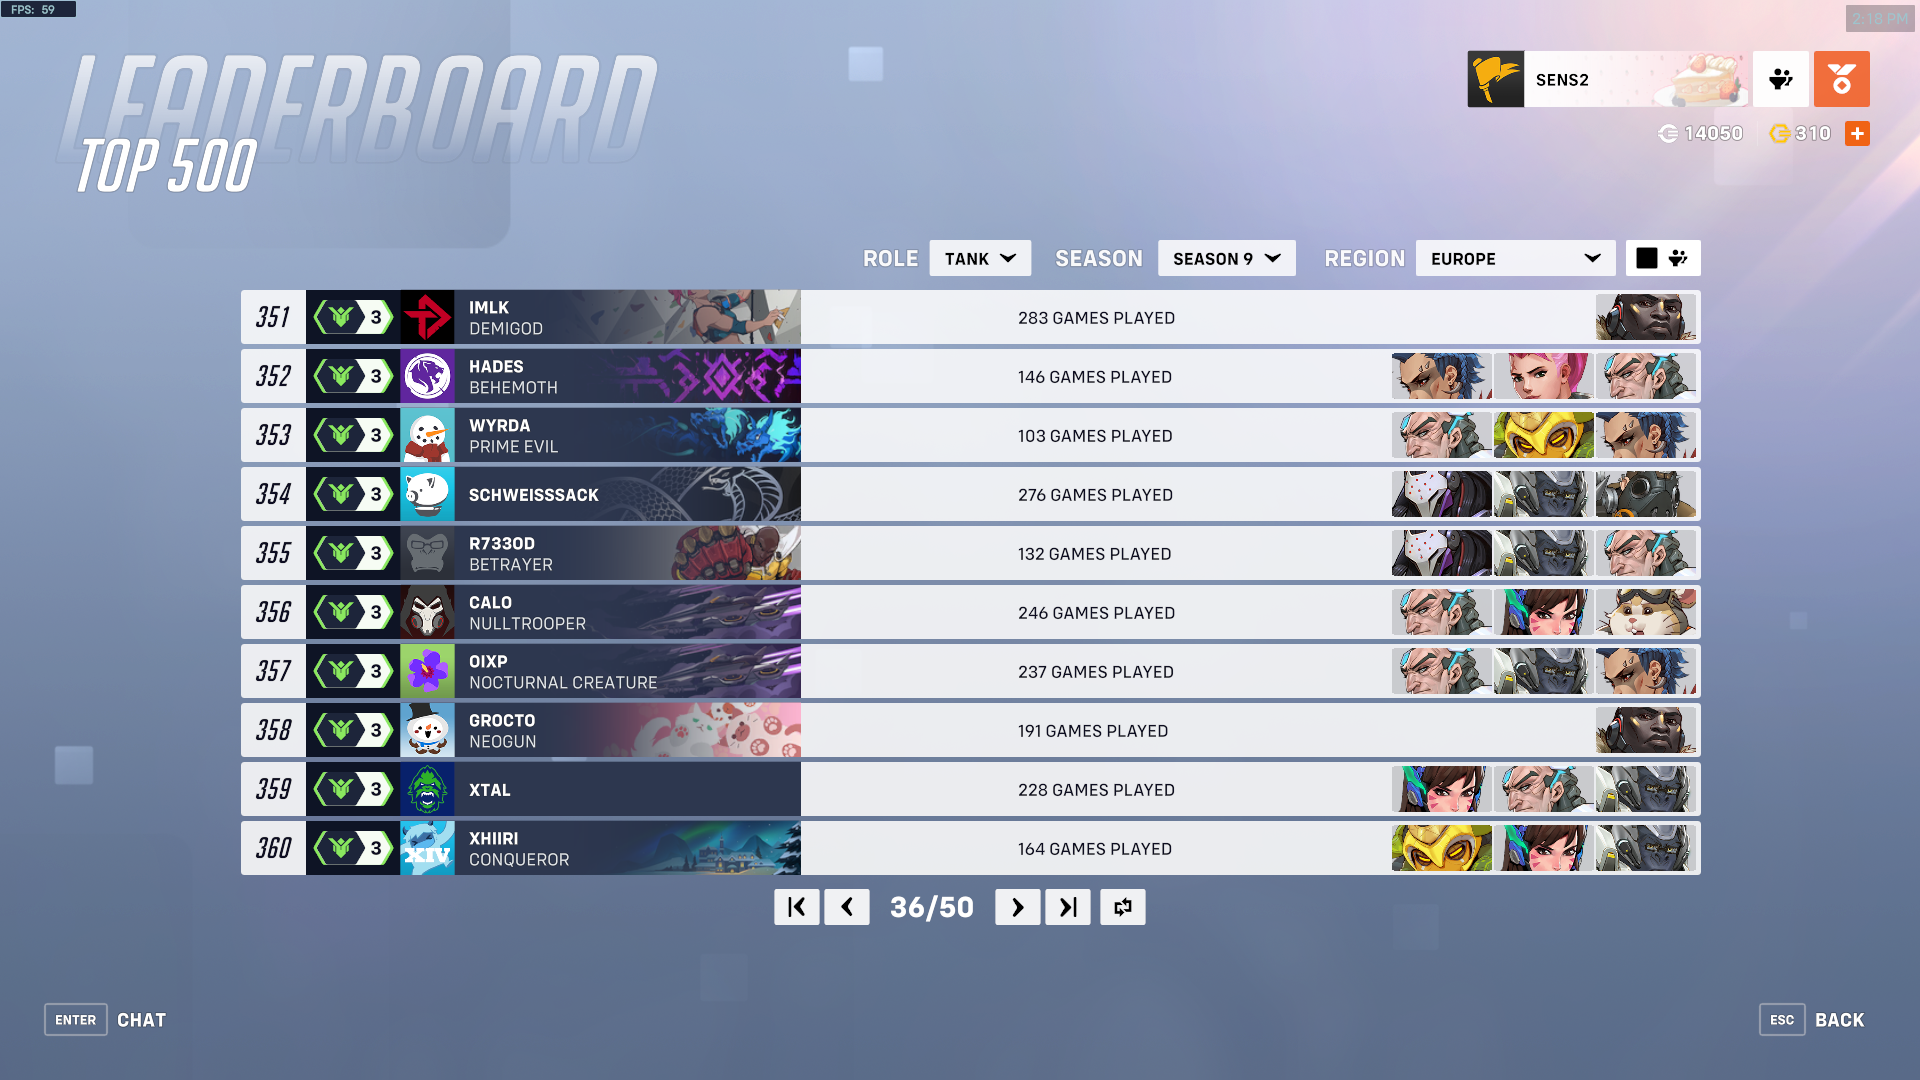 FPS: 59
2:18 PM
LEADERBOARD
TOP 500
SENS2
14050 310
ROLE TANK SEASON SEASON 9 REGION EUROPE
351 3 IMLK
DEMIGOD
283 GAMES PLAYED
352 3 HADES
BEHEMOTH
146 GAMES PLAYED
353 3 WYRDA
PRIME EVIL
103 GAMES PLAYED
354 3 SCHWEISSSACK
276 GAMES PLAYED
355 3 R733OD
BETRAYER
132 GAMES PLAYED
356 3 CALO
NULLTROOPER
246 GAMES PLAYED
357 3 OIXP
NOCTURNAL CREATURE
237 GAMES PLAYED
358 3 GROCTO
NEOGUN
191 GAMES PLAYED
359 3 XTAL
228 GAMES PLAYED
360 3 XIV XHIIRI
CONQUEROR
164 GAMES PLAYED
36/50
ENTER CHAT
ESC BACK